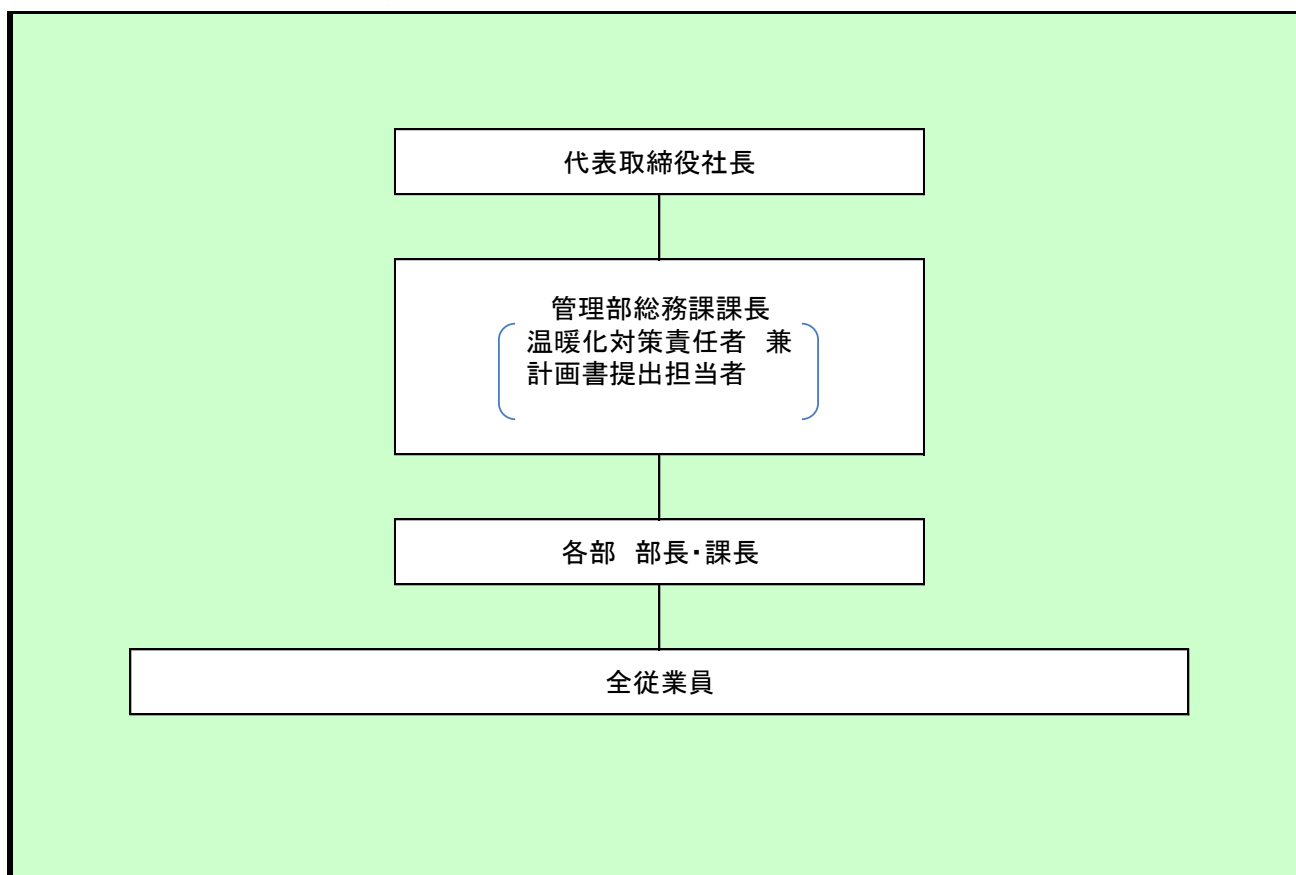 代表取締役社長
管理部総務課課長
温暖化対策責任者　兼
計画書提出担当者
各部　部長・課長
全従業員